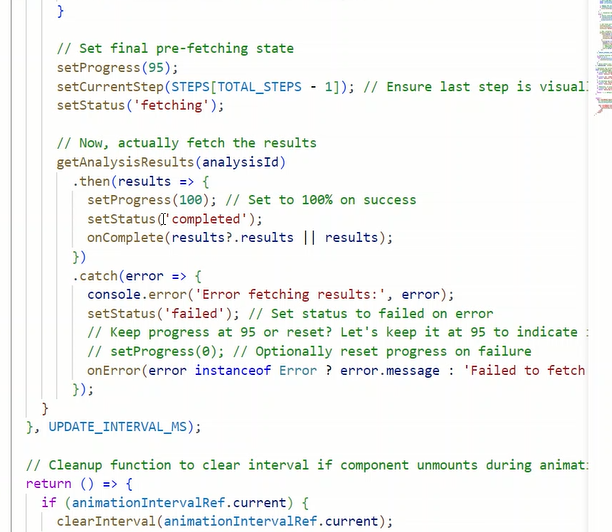 }
// Set final pre-fetching state
setProgress(95);
setCurrentStep(STEPS[TOTAL_STEPS - 1]); // Ensure last step is
setStatus('fetching');
// Now, actually fetch the results
getAnalysisResults(analysisId)
.then(results => {
setProgress(100); // Set to 100% on success
setStatus('completed');
onComplete(results?.results || results);
})
.catch(error => {
console.error('Error fetching results:', error);
setStatus('failed'); // Set status to failed on error
// Keep progress at 95 or reset? Let's keep it at 95 to indicate
// setProgress(0); // Optionally reset progress on failure
onError(error instanceof Error ? error.message : 'Failed to fetch
});
}
}, UPDATE_INTERVAL_MS);
// Cleanup function to clear interval if component unmounts during
return () => {
if (animationIntervalRef.current) {
clearInterval(animationIntervalRef.current);